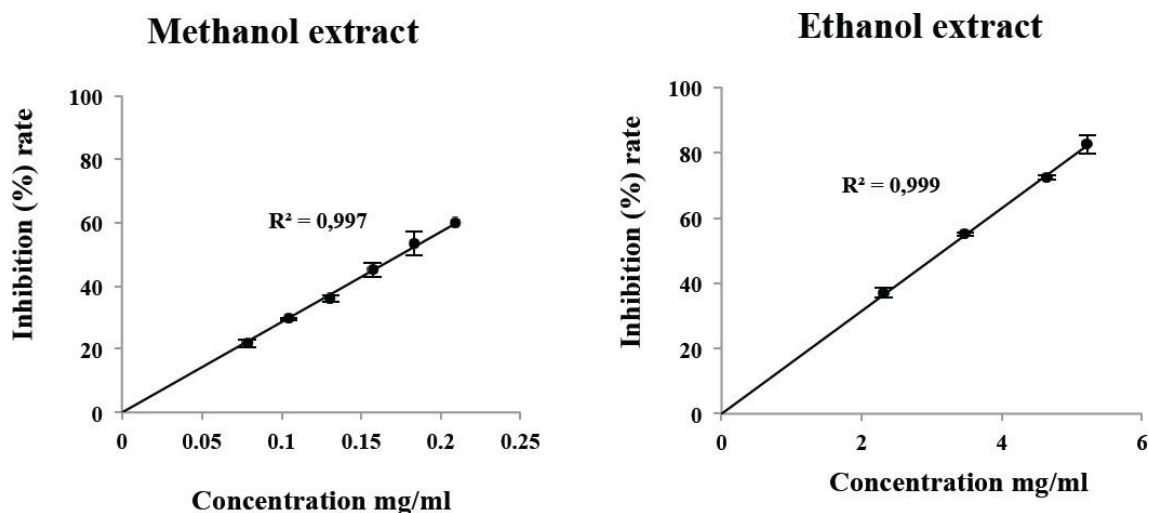 Methanol extract
100
80
60
40
20
0
Inhibition (%) rate
R² = 0,997
0 0.05 0.1 0.15 0.2 0.25
Concentration mg/ml
Ethanol extract
100
80
60
40
20
0
Inhibition (%) rate
R² = 0,999
0 2 4 6
Concentration mg/ml